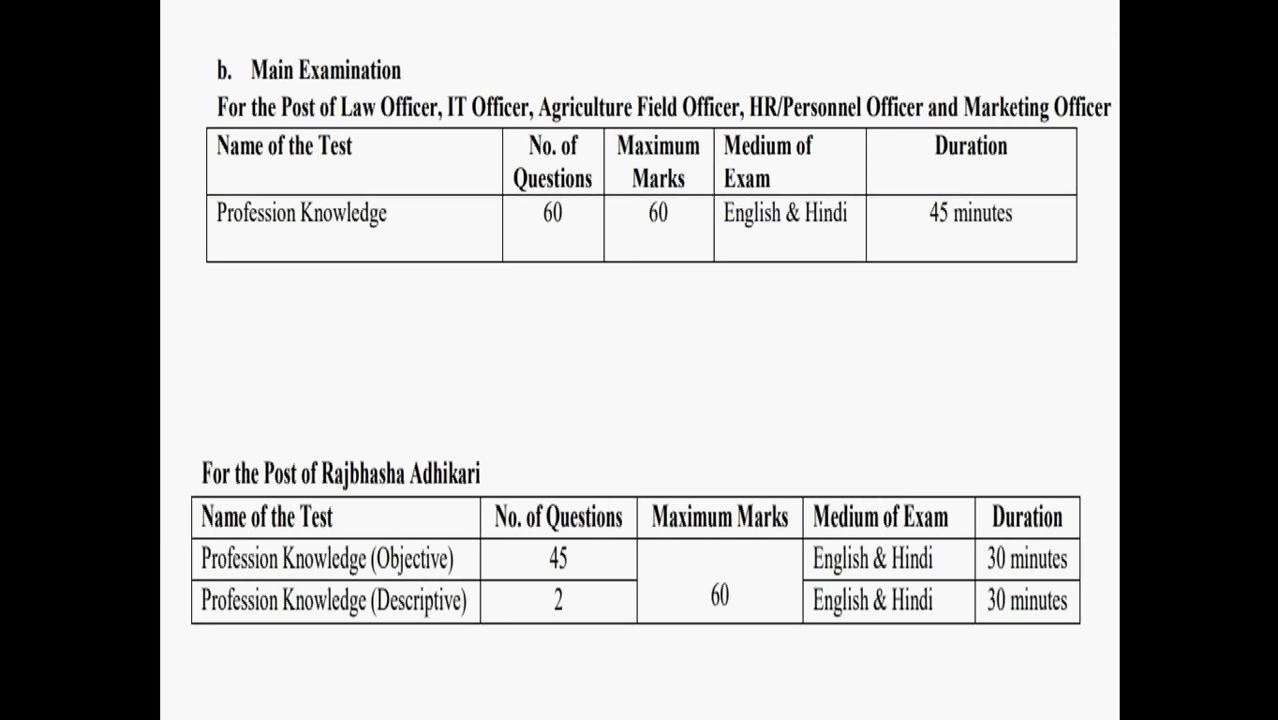 b. Main Examination
For the Post of Law Officer, IT Officer, Agriculture Field Officer, HR/Personnel Officer and Marketing Officer
Name of the Test No. of Questions Maximum Marks Medium of Exam Duration
Profession Knowledge 60 60 English & Hindi 45 minutes
For the Post of Rajbhasha Adhikari
Name of the Test No. of Questions Maximum Marks Medium of Exam Duration
Profession Knowledge (Objective) 45 English & Hindi 30 minutes
Profession Knowledge (Descriptive) 2 60 English & Hindi 30 minutes